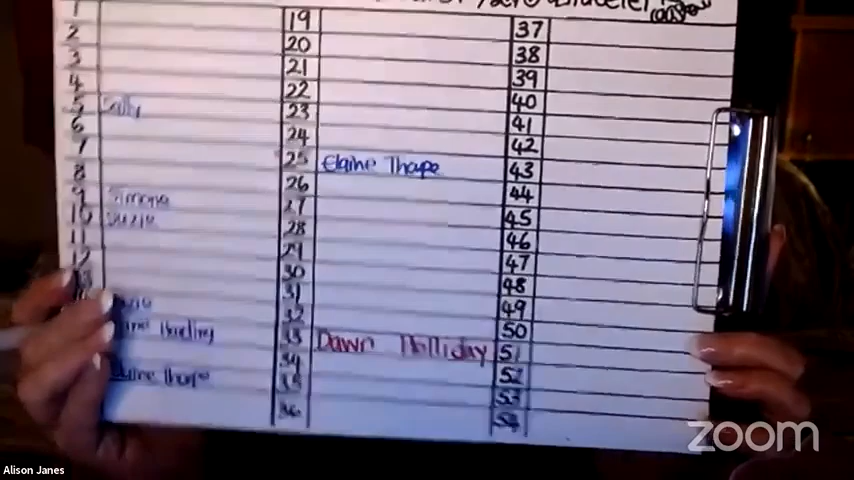 1 19 37
2 20 38
3 21 39
4 22 40
5 Sally 23 41
6 24 42
7 25 Elaine Thorpe 43
8 26 44
9 Simone 27 45
10 Suzie 28 46
11 29 47
12 30 48
13 31 49
32 50
33 Dawn Holliday 51
34 52
Elaine Thorpe 35 53
36 54
zoom
Alison Janes